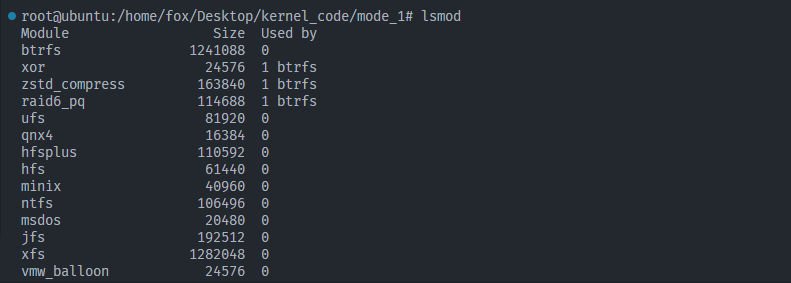 root@ubuntu:/home/fox/Desktop/kernel_code/mode_1# lsmod
Module                  Size  Used by
btrfs                1241088  0
xor                    24576  1 btrfs
zstd_compress         163840  1 btrfs
raid6_pq              114688  1 btrfs
ufs                    81920  0
qnx4                   16384  0
hfsplus               110592  0
hfs                    61440  0
minix                  40960  0
ntfs                  106496  0
msdos                  20480  0
jfs                   192512  0
xfs                  1282048  0
vmw_balloon            24576  0